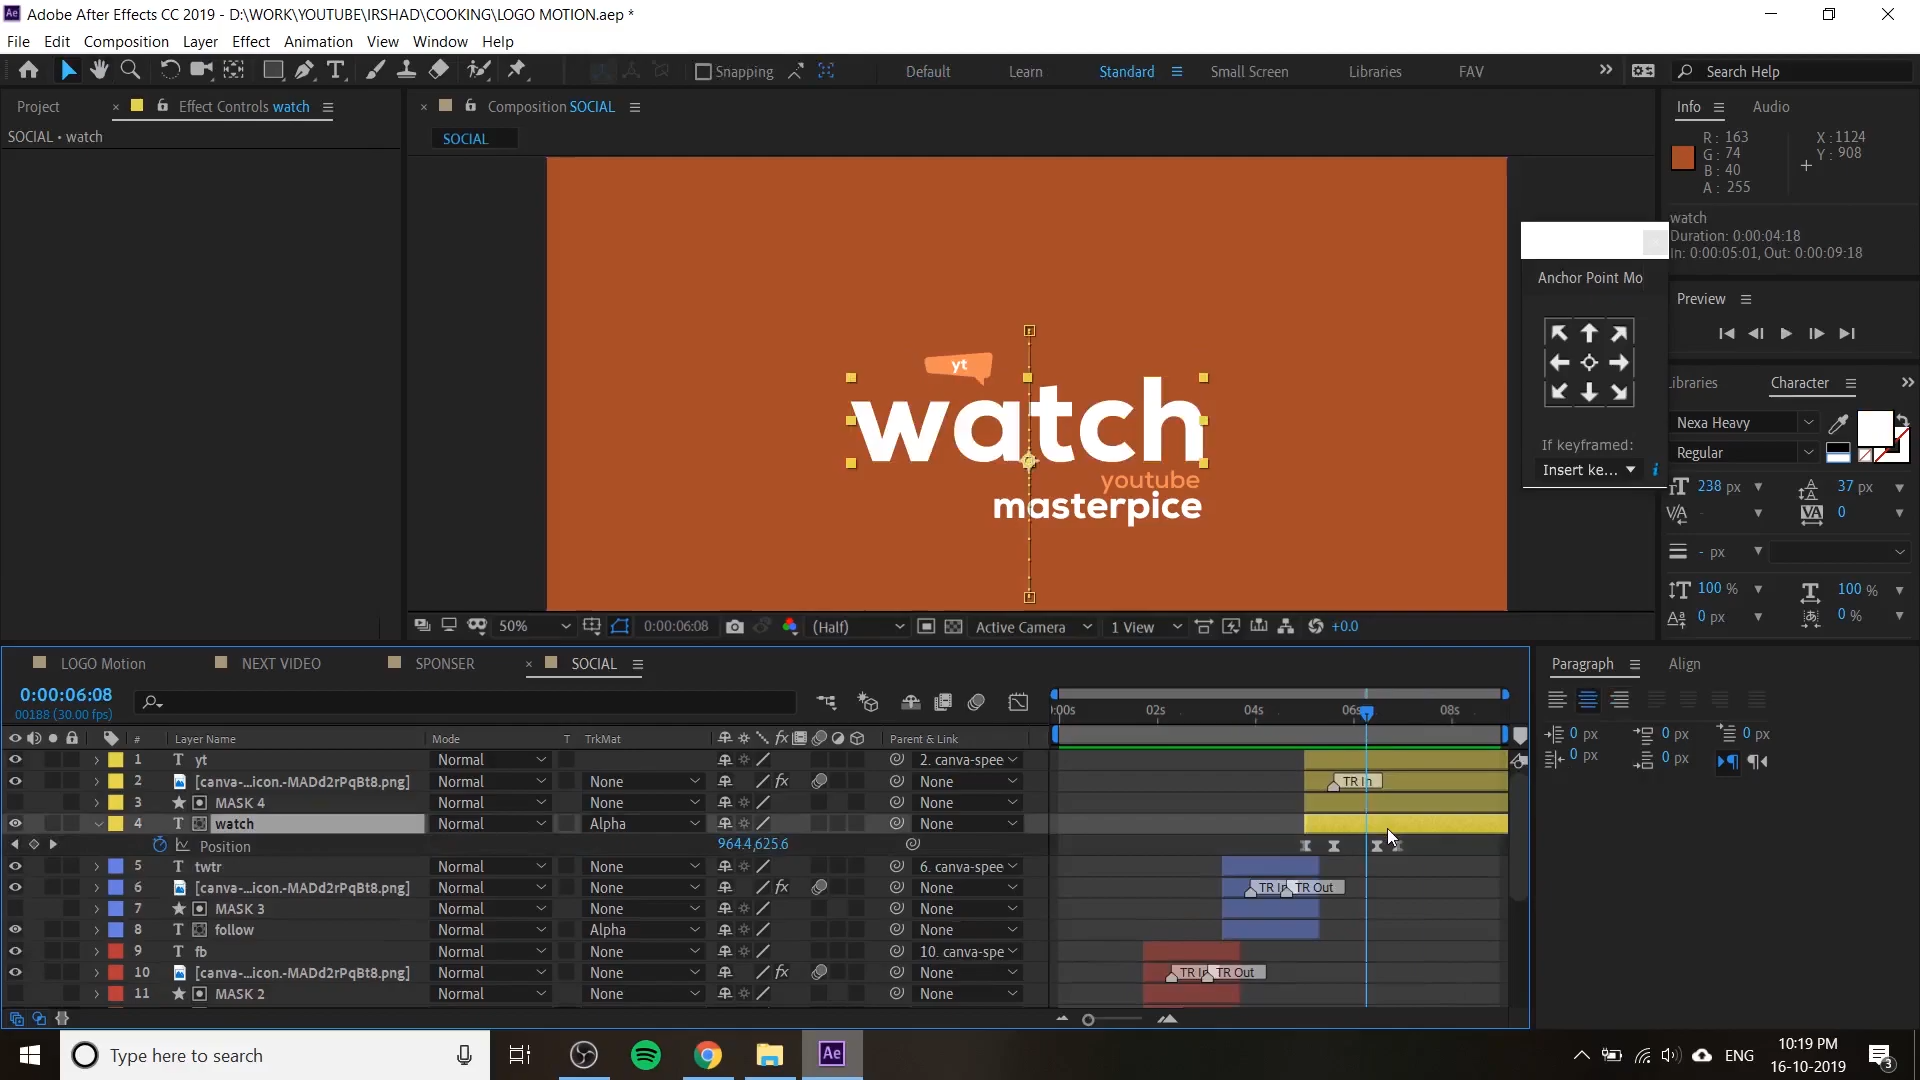 Adobe After Effects CC 2019 - D:\WORK\YOUTUBE\IRSHAD\COOKING\LOGO MOTION.aep *
File Edit Composition Layer Effect Animation View Window Help
Snapping Default Learn Standard Small Screen Libraries FAV Search Help
Project Effect Controls watch
SOCIAL • watch
Composition SOCIAL
SOCIAL
yt
watch
youtube
masterpice
50% 0:00:06:08 (Half) Active Camera 1 View +0.0
Info Audio
R : 163 X : 1124
G : 74 Y : 908
B : 40
A : 255
watch
Duration: 0:00:04:18
In: 0:00:05:01, Out: 0:00:09:18
Anchor Point Mo
If keyframed:
Insert ke...
Preview
Libraries Character
Nexa Heavy
Regular
238 px 37 px
- 0
- px
100 % 100 %
0 px 0 %
LOGO Motion NEXT VIDEO SPONSER SOCIAL
0:00:06:08
00188 (30.00 fps)
:00s 02s 04s 06s 08s
# Layer Name Mode T TrkMat Parent & Link
1 yt Normal 2. canva-spee
2 [canva-...icon.-MADd2rPqBt8.png] Normal None None TR In
3 MASK 4 Normal None None
4 watch Normal Alpha None
Position 964.4,625.6
5 twtr Normal None 6. canva-spee
6 [canva-...icon.-MADd2rPqBt8.png] Normal None None TR In TR Out
7 MASK 3 Normal None None
8 follow Normal Alpha None
9 fb Normal None 10. canva-spe
10 [canva-...icon.-MADd2rPqBt8.png] Normal None None TR In TR Out
11 MASK 2 Normal None None
Paragraph Align
0 px 0 px 0 px
0 px 0 px
Type here to search
ENG
10:19 PM
16-10-2019
3